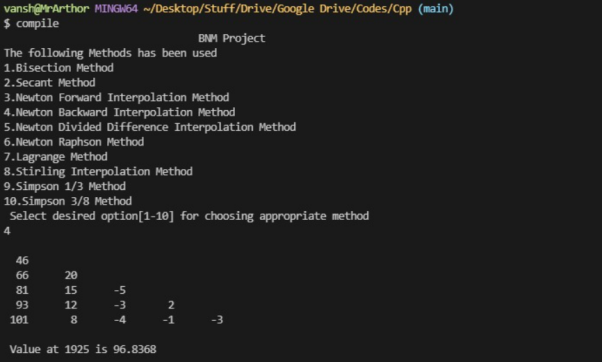 vansh@MrArthor MINGW64 ~/Desktop/Stuff/Drive/Google Drive/Codes/Cpp (main)
$ compile
BNM Project
The following Methods has been used
1.Bisection Method
2.Secant Method
3.Newton Forward Interpolation Method
4.Newton Backward Interpolation Method
5.Newton Divided Difference Interpolation Method
6.Newton Raphson Method
7.Lagrange Method
8.Stirling Interpolation Method
9.Simpson 1/3 Method
10.Simpson 3/8 Method
Select desired option[1-10] for choosing appropriate method
4
46
66 20
81 15 -5
93 12 -3 2
101 8 -4 -1 -3
Value at 1925 is 96.8368